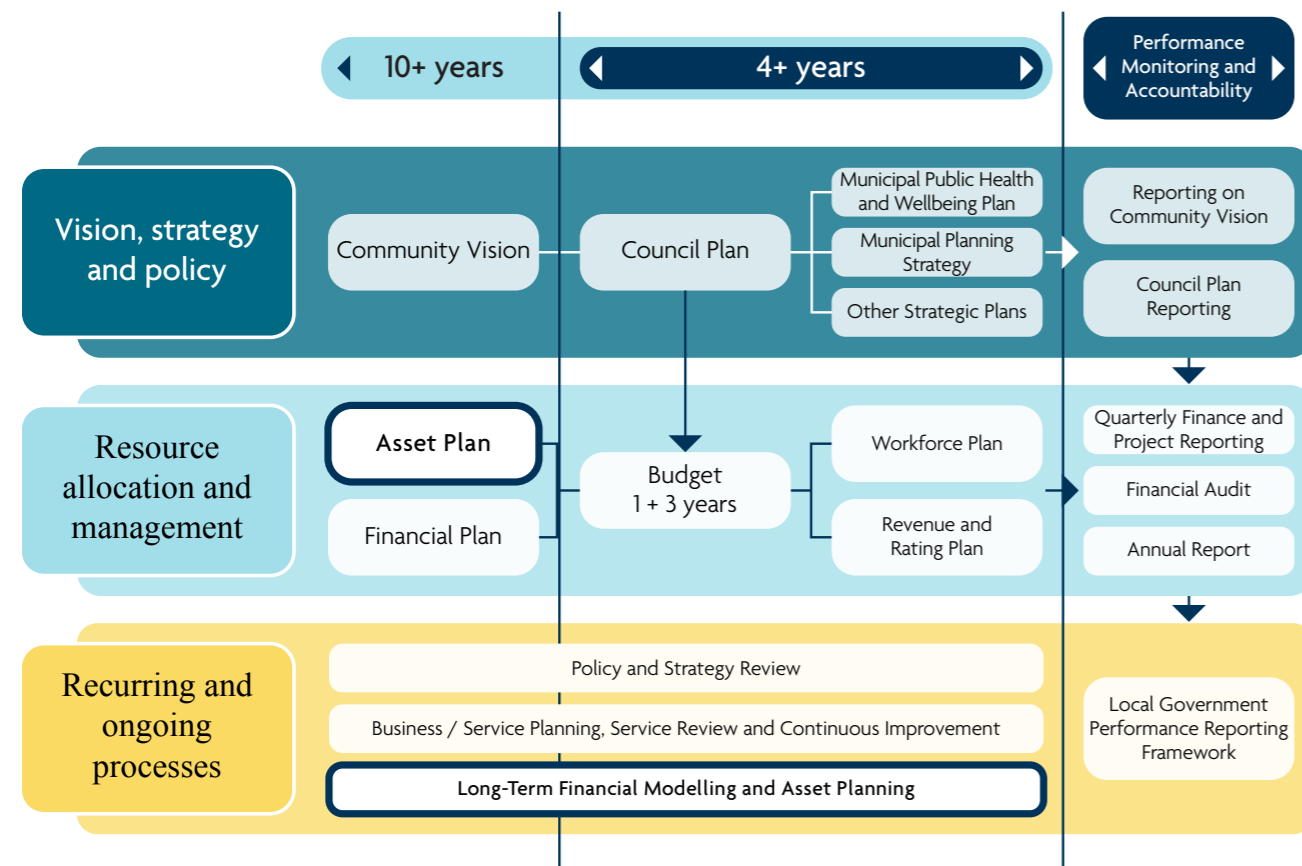 10+ years
4+ years
Performance
Monitoring and
Accountability
Vision, strategy
and policy
Community Vision
Council Plan
Municipal Public Health
and Wellbeing Plan
Municipal Planning
Strategy
Other Strategic Plans
Reporting on
Community Vision
Council Plan
Reporting
Resource
allocation and
management
Asset Plan
Financial Plan
Budget
1 + 3 years
Workforce Plan
Revenue and
Rating Plan
Quarterly Finance and
Project Reporting
Financial Audit
Annual Report
Recurring and
ongoing
processes
Policy and Strategy Review
Business / Service Planning, Service Review and Continuous Improvement
Long-Term Financial Modelling and Asset Planning
Local Government
Performance Reporting
Framework